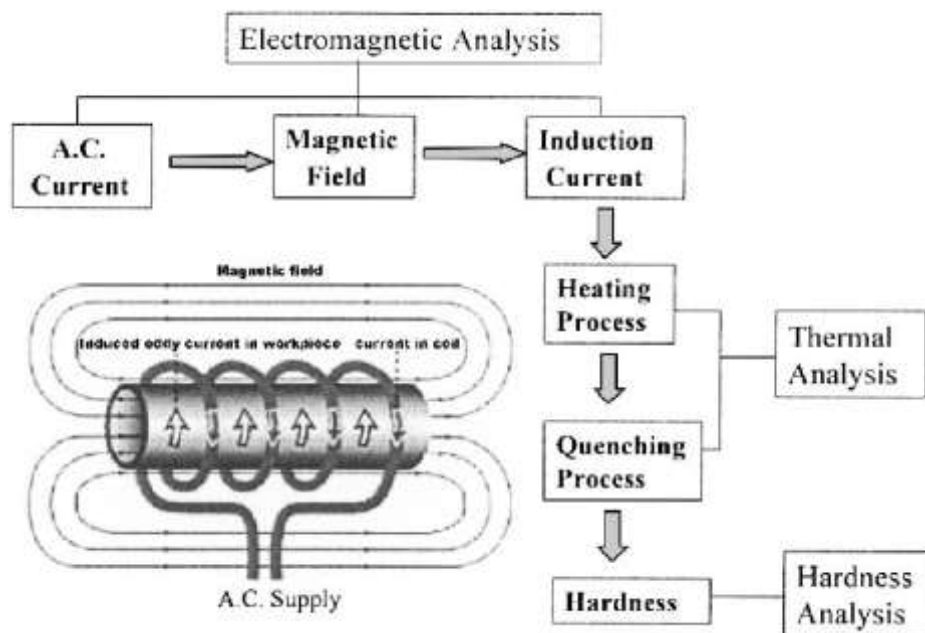 Electromagnetic Analysis
A.C.
Current
Magnetic
Field
Induction
Current
Magnetic field
Induced eddy current in workpiece
Current in coil
A.C. Supply
Heating
Process
Thermal
Analysis
Quenching
Process
Hardness
Hardness
Analysis